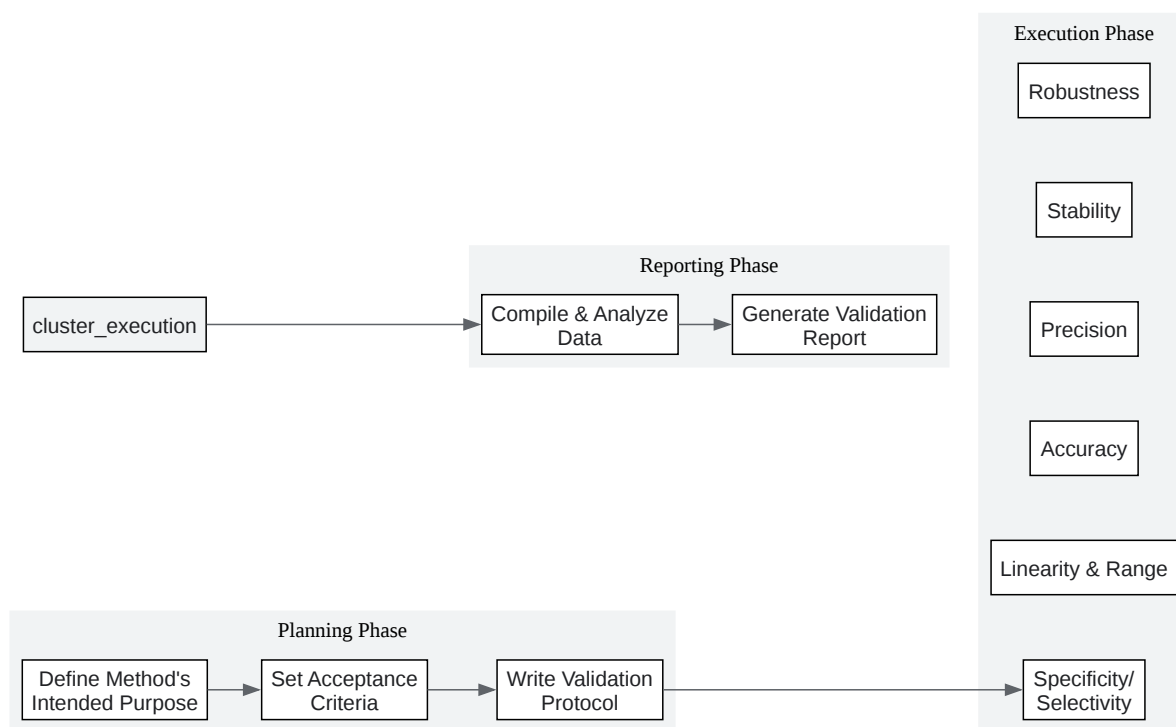 Execution Phase
Robustness
Stability
Reporting Phase
cluster_execution
Compile & Analyze
Data
Generate Validation
Report
Precision
Accuracy
Linearity & Range
Planning Phase
Define Method's
Intended Purpose
Set Acceptance
Criteria
Write Validation
Protocol
Specificity/
Selectivity